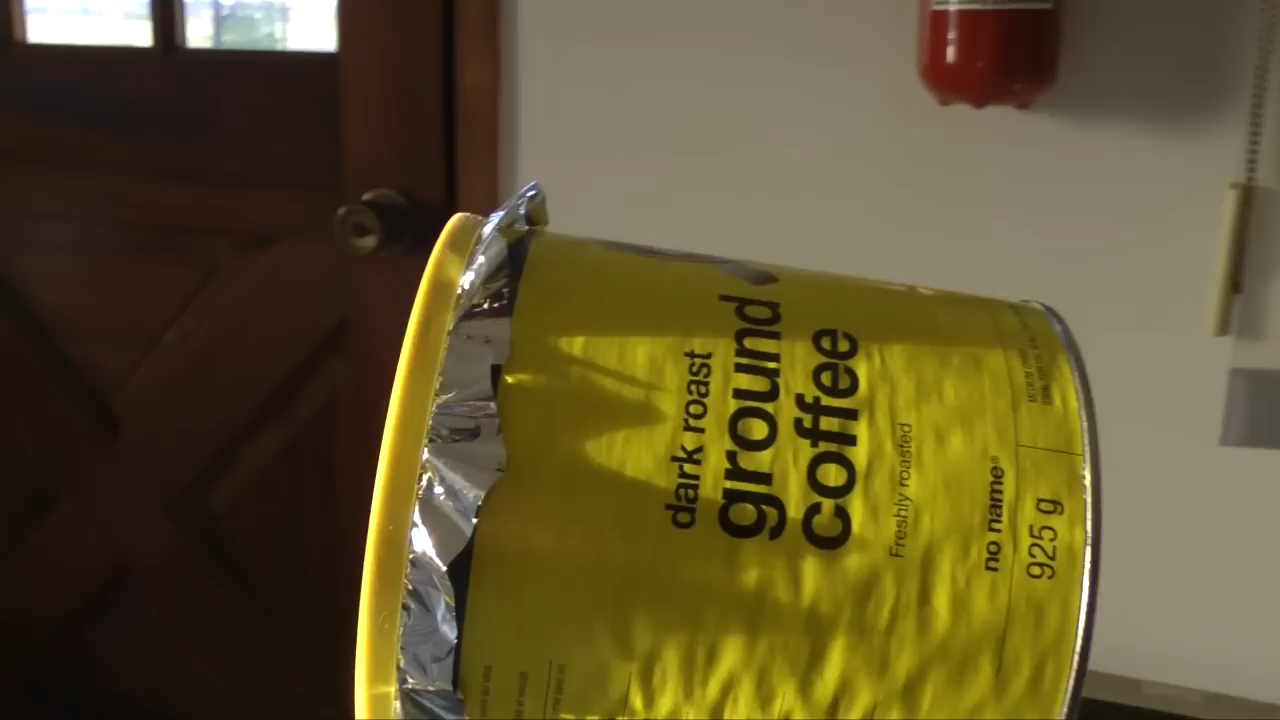 dark roast
ground
coffee
Freshly roasted
no name®
925 g